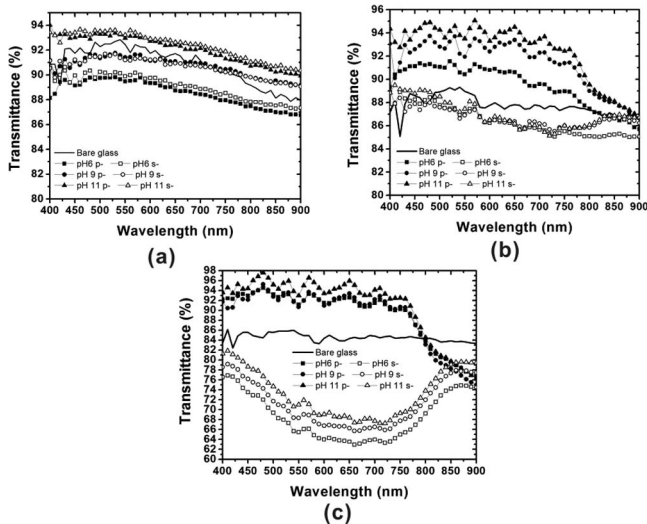 96
94
92
90
88
86
84
82
80
400 450 500 550 600 650 700 750 800 850 900
Transmittance (%)
Wavelength (nm)
Bare glass
pH6 p- pH6 s-
pH 9 p- pH 9 s-
pH 11 p- pH 11 s-
(a)
96
94
92
90
88
86
84
82
80
400 450 500 550 600 650 700 750 800 850 900
Transmittance (%)
Wavelength (nm)
Bare glass
pH6 p- pH6 s-
pH 9 p- pH 9 s-
pH 11 p- pH 11 s-
(b)
98
96
94
92
90
88
86
84
82
80
78
76
74
72
70
68
66
64
62
60
400 450 500 550 600 650 700 750 800 850 900
Transmittance (%)
Wavelength (nm)
Bare glass
pH6 p- pH6 s-
pH 9 p- pH 9 s-
pH 11 p- pH 11 s-
(c)